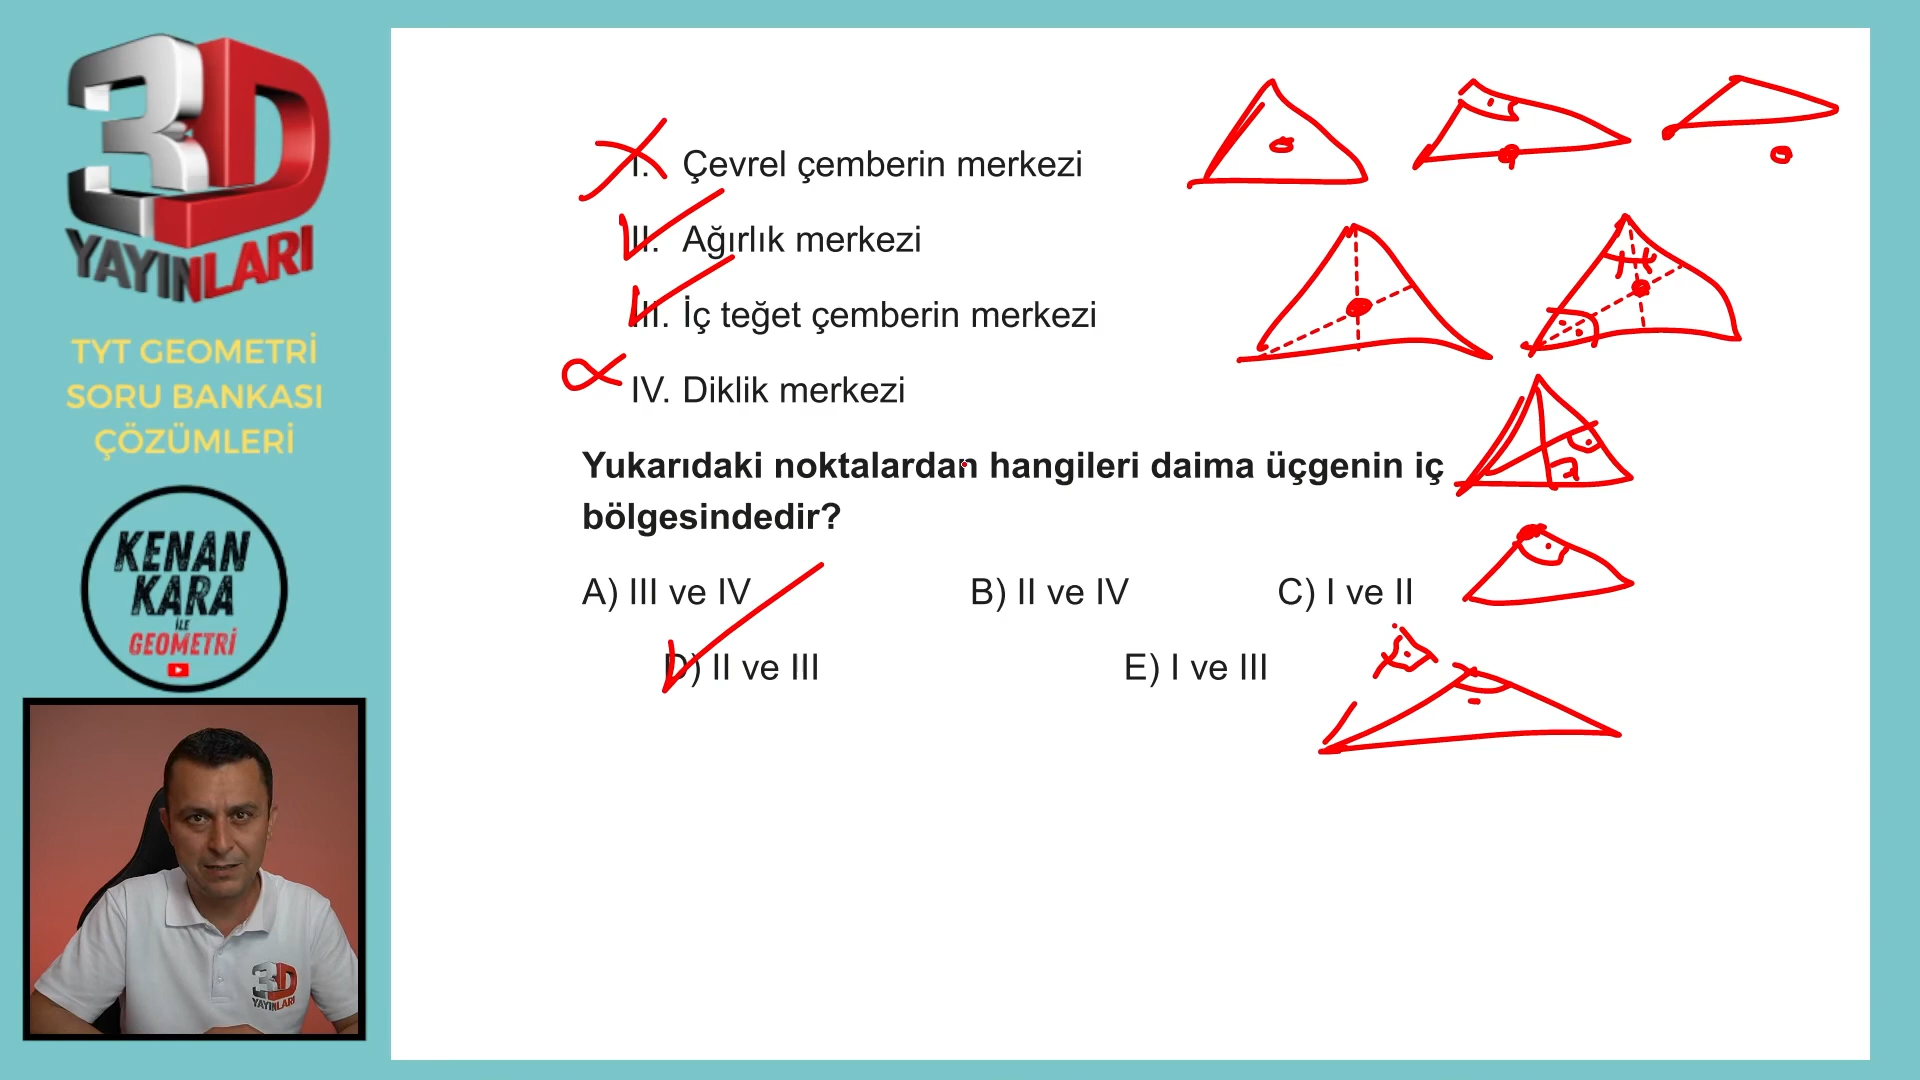 3D
YAYINLARI
TYT GEOMETRİ
SORU BANKASI
ÇÖZÜMLERİ
KENAN
KARA
İLE
GEOMETRİ
3D
YAYINLARI
I. Çevrel çemberin merkezi
II. Ağırlık merkezi
III. İç teğet çemberin merkezi
IV. Diklik merkezi
Yukarıdaki noktalardan hangileri daima üçgenin iç
bölgesindedir?
A) III ve IV B) II ve IV C) I ve II
D) II ve III E) I ve III